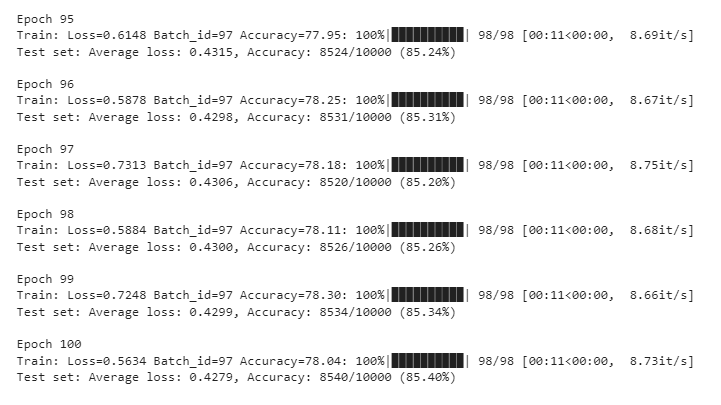 Epoch 95
Train: Loss=0.6148 Batch_id=97 Accuracy=77.95: 100%|██████████| 98/98 [00:11<00:00,  8.69it/s]
Test set: Average loss: 0.4315, Accuracy: 8524/10000 (85.24%)
Epoch 96
Train: Loss=0.5878 Batch_id=97 Accuracy=78.25: 100%|██████████| 98/98 [00:11<00:00,  8.67it/s]
Test set: Average loss: 0.4298, Accuracy: 8531/10000 (85.31%)
Epoch 97
Train: Loss=0.7313 Batch_id=97 Accuracy=78.18: 100%|██████████| 98/98 [00:11<00:00,  8.75it/s]
Test set: Average loss: 0.4306, Accuracy: 8520/10000 (85.20%)
Epoch 98
Train: Loss=0.5884 Batch_id=97 Accuracy=78.11: 100%|██████████| 98/98 [00:11<00:00,  8.68it/s]
Test set: Average loss: 0.4300, Accuracy: 8526/10000 (85.26%)
Epoch 99
Train: Loss=0.7248 Batch_id=97 Accuracy=78.30: 100%|██████████| 98/98 [00:11<00:00,  8.66it/s]
Test set: Average loss: 0.4299, Accuracy: 8534/10000 (85.34%)
Epoch 100
Train: Loss=0.5634 Batch_id=97 Accuracy=78.04: 100%|██████████| 98/98 [00:11<00:00,  8.73it/s]
Test set: Average loss: 0.4279, Accuracy: 8540/10000 (85.40%)